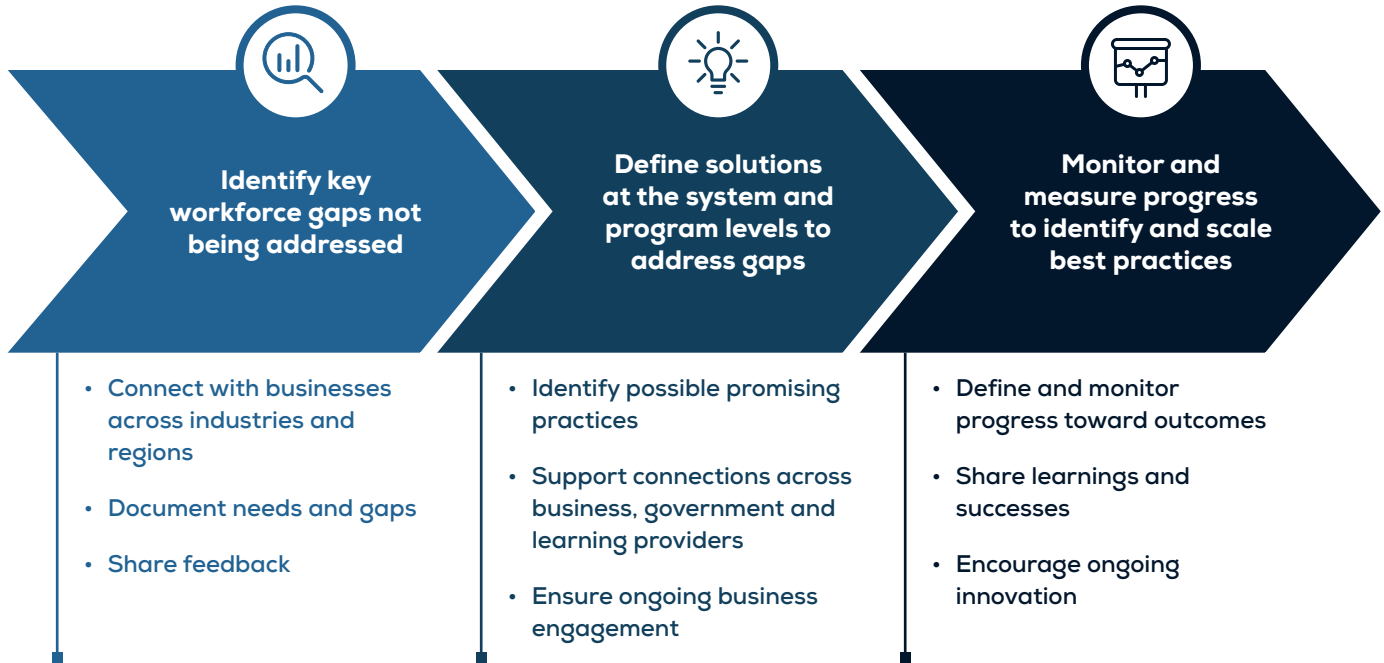 Identify key
workforce gaps not
being addressed
Define solutions
at the system and
program levels to
address gaps
Monitor and
measure progress
to identify and scale
best practices
• Connect with businesses
across industries and
regions
• Document needs and gaps
• Share feedback
• Identify possible promising
practices
• Support connections across
business, government and
learning providers
• Ensure ongoing business
engagement
• Define and monitor
progress toward outcomes
• Share learnings and
successes
• Encourage ongoing
innovation